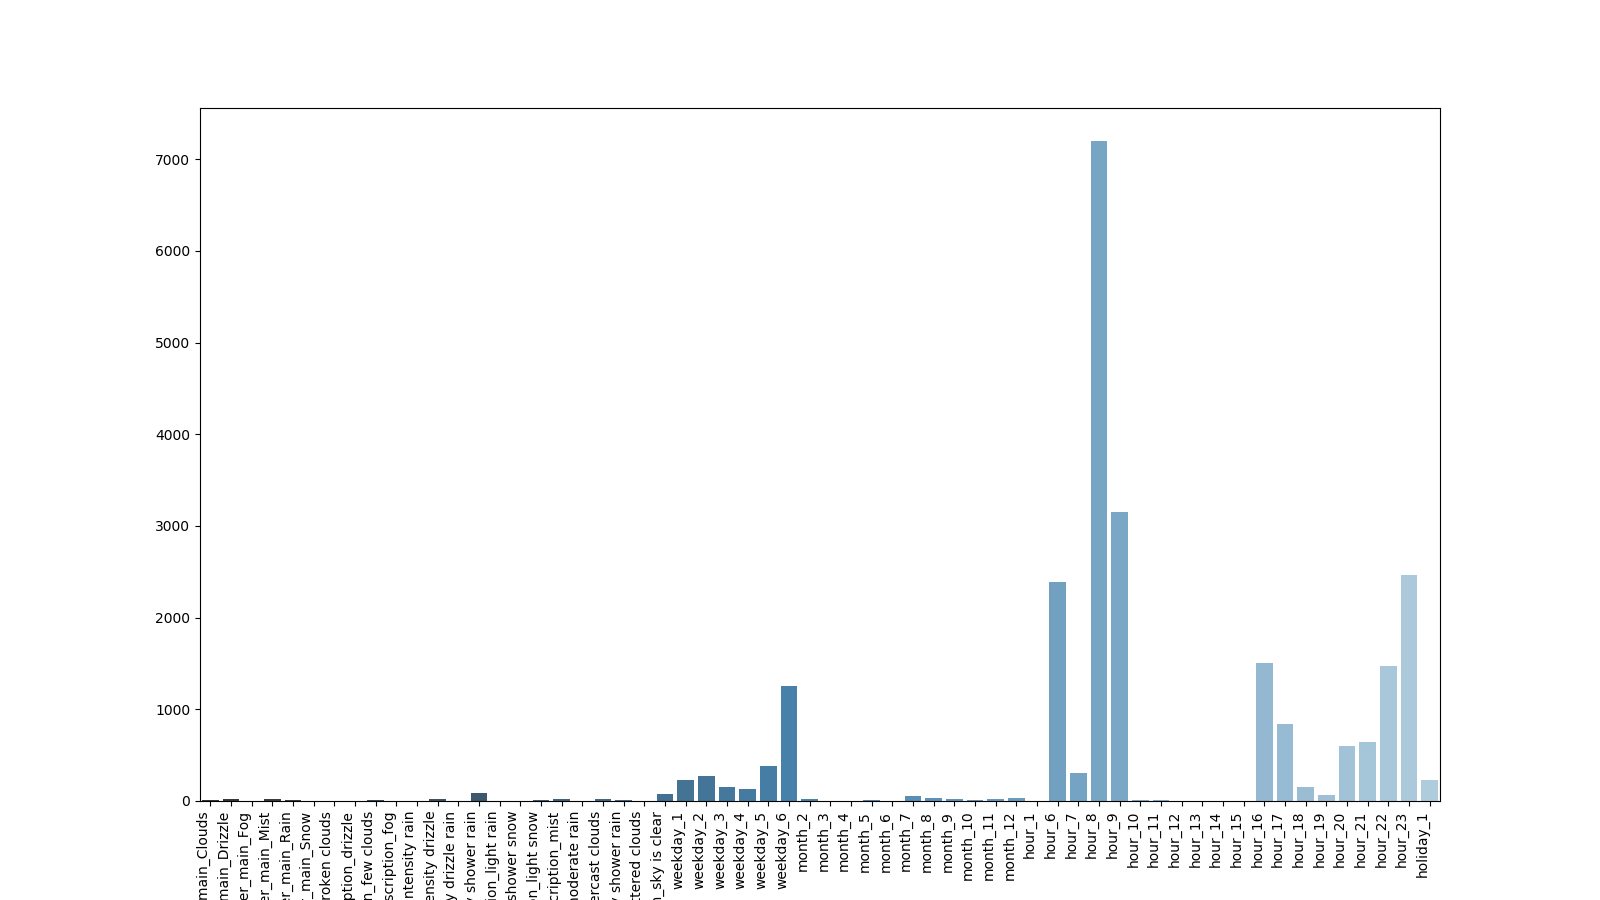 7000
6000
5000
4000
3000
2000
1000
0
main_Clouds
main_Drizzle
er_main_Fog
er_main_Mist
er_main_Rain
_main_Snow
roken clouds
ption_drizzle
n_few clouds
scription_fog
ntensity rain
ensity drizzle
y drizzle rain
y shower rain
ion_light rain
shower snow
n_light snow
cription_mist
noderate rain
ercast clouds
y shower rain
ttered clouds
n_sky is clear
weekday_1
weekday_2
weekday_3
weekday_4
weekday_5
weekday_6
month_2
month_3
month_4
month_5
month_6
month_7
month_8
month_9
month_10
month_11
month_12
hour_1
hour_6
hour_7
hour_8
hour_9
hour_10
hour_11
hour_12
hour_13
hour_14
hour_15
hour_16
hour_17
hour_18
hour_19
hour_20
hour_21
hour_22
hour_23
holiday_1